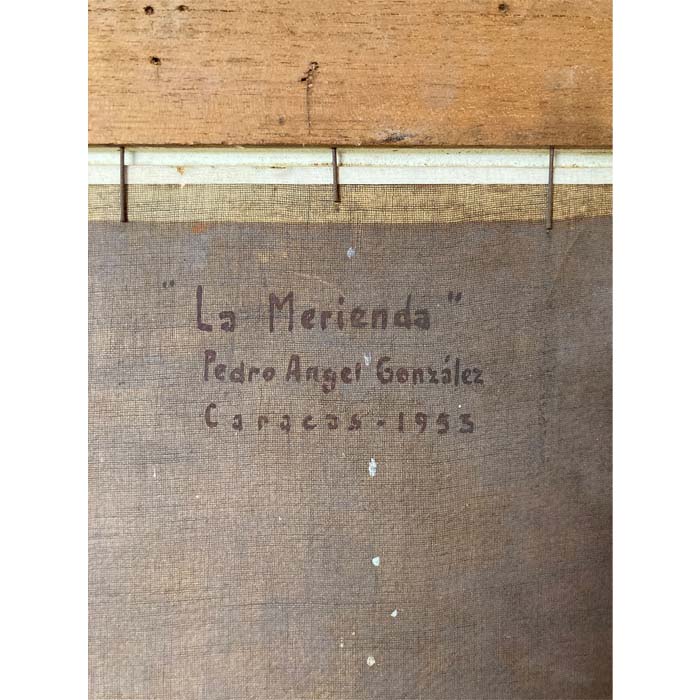 "La Merienda"
Pedro Angel González
Caracas - 1953